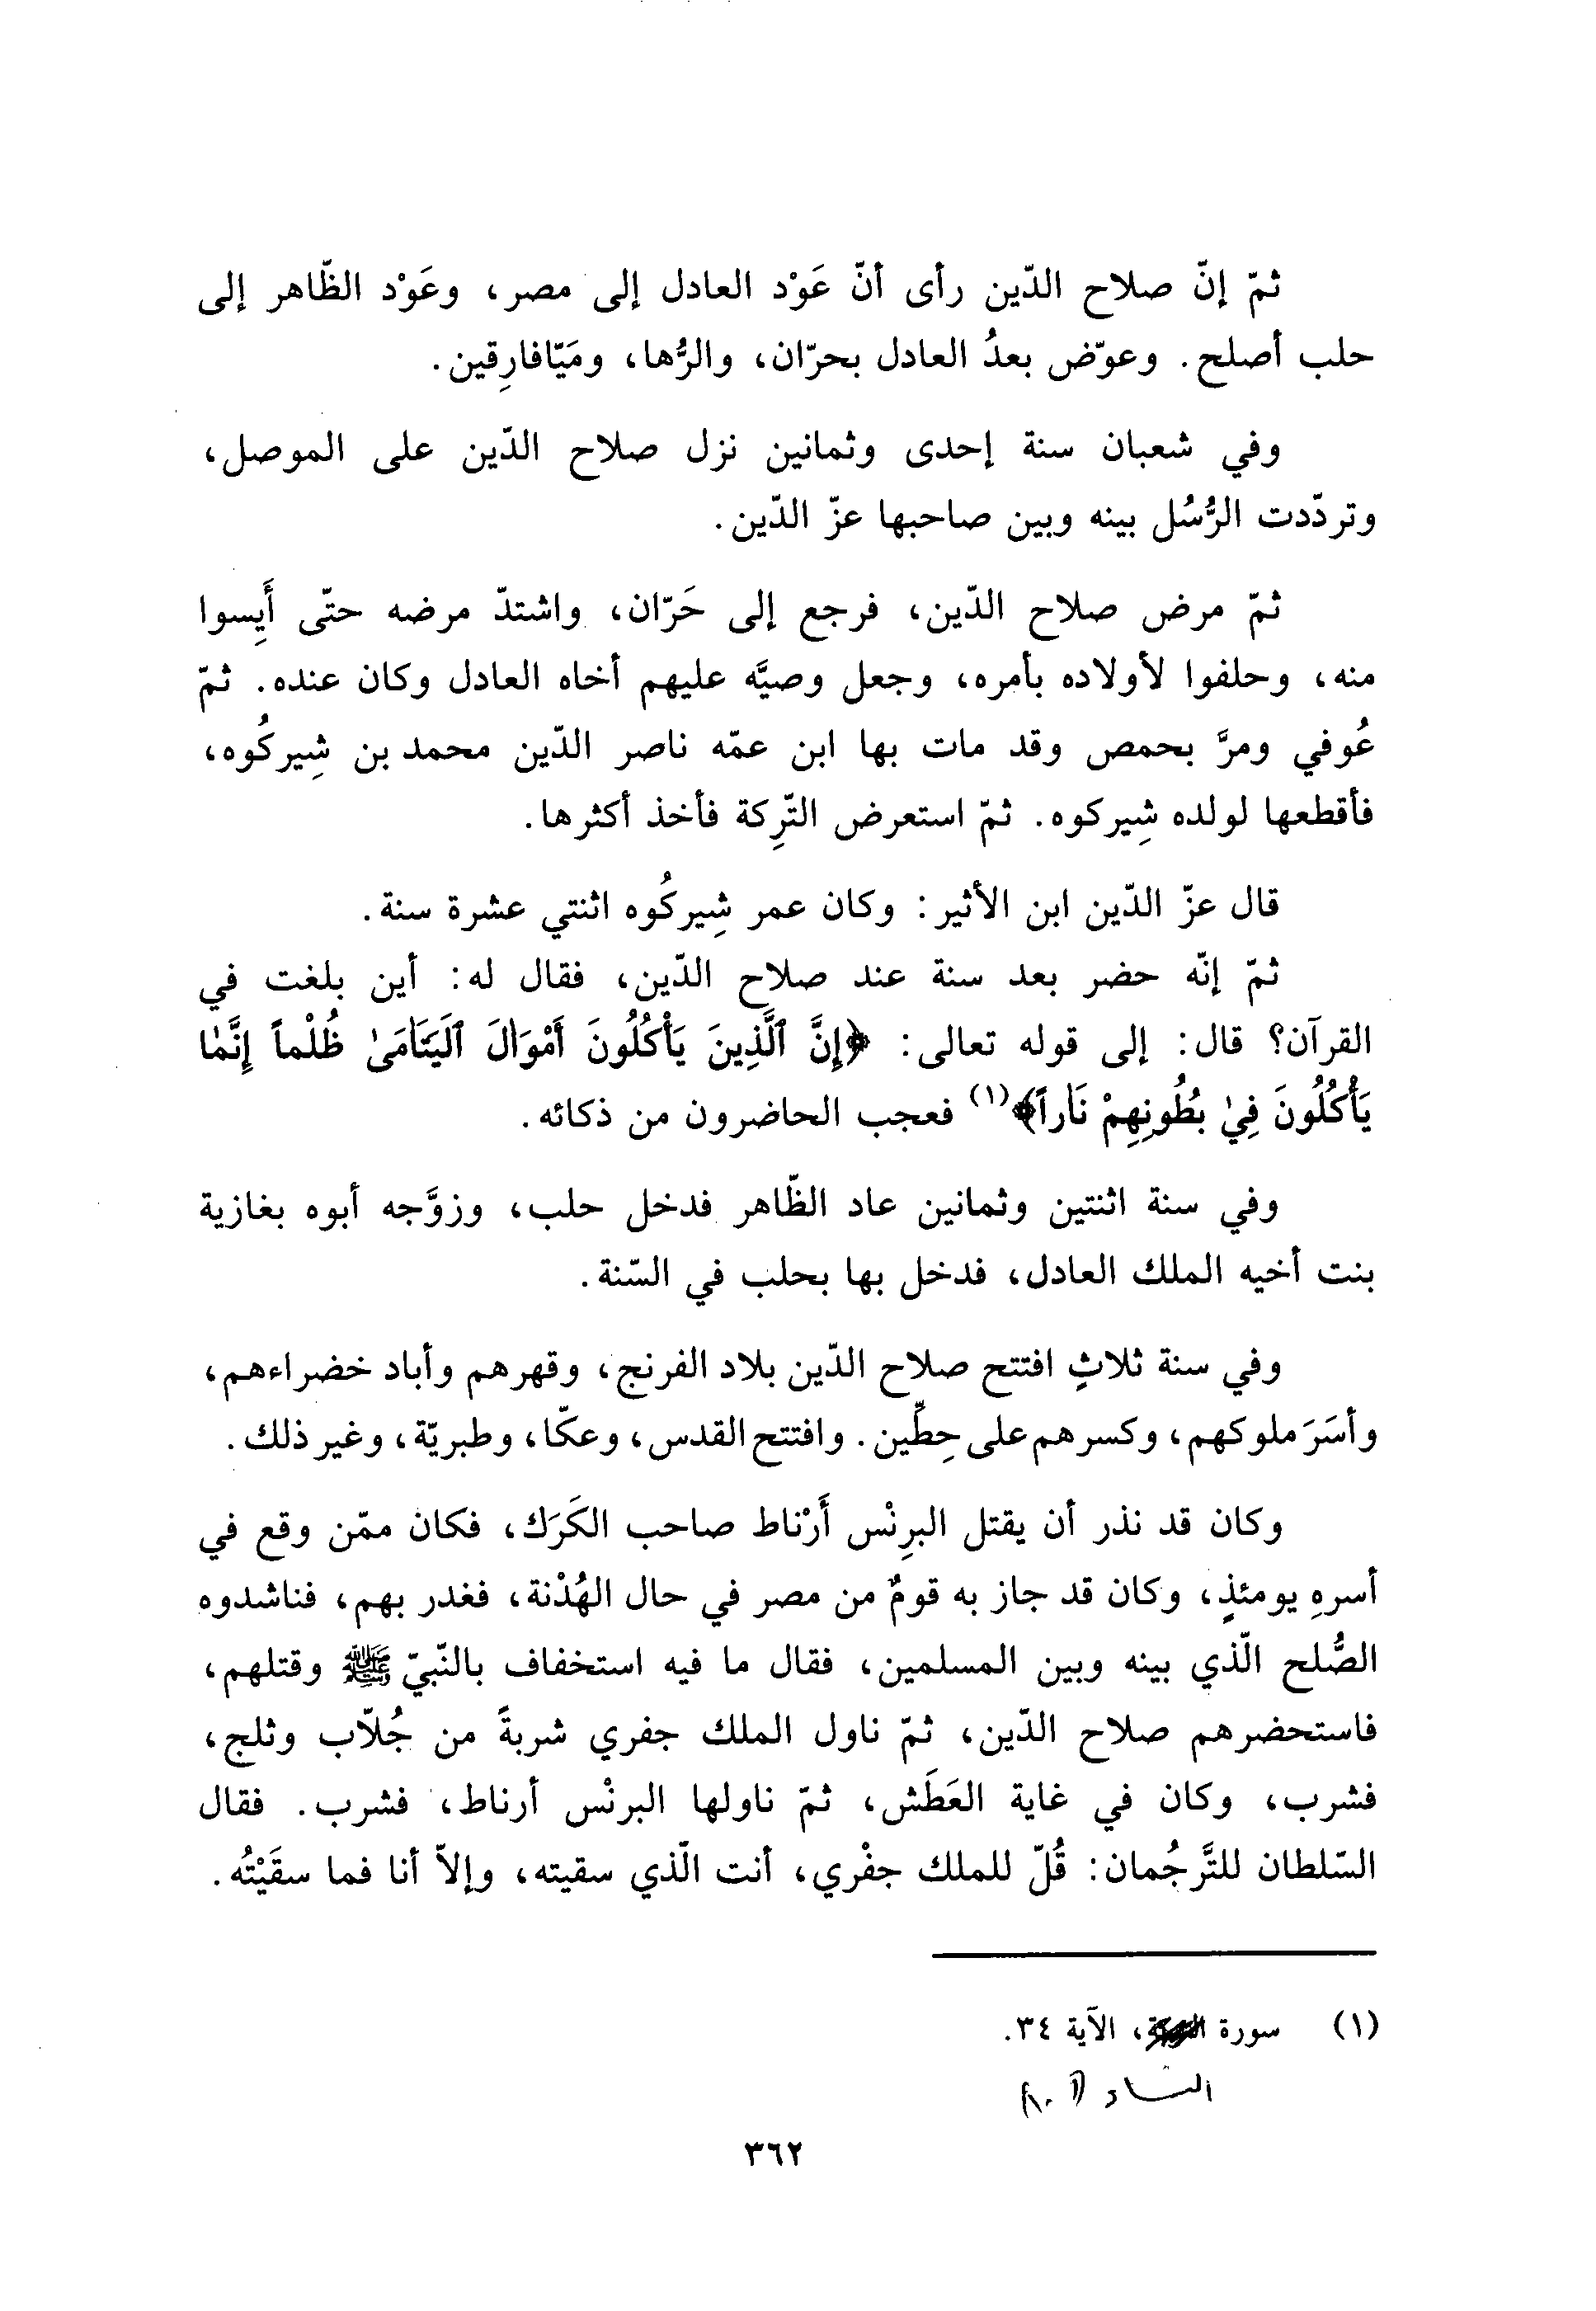 ثمّ إنّ صلاح الدّين رأى أنّ عَوْد العادل إلى مصر، وعَوْد الظّاهر إلى
حلب أصلح. وعوّض بعدُ العادل بحرّان، والرُّها، ومَيّافارِقين.
وفي شعبان سنة إحدى وثمانين نزل صلاح الدّين على الموصل،
وتردّدت الرُّسُل بينه وبين صاحبها عزّ الدّين.
ثمّ مرض صلاح الدّين، فرجع إلى حَرّان، واشتدّ مرضه حتّى أَيِسوا
منه، وحلفوا لأولاده بأمره، وجعل وصيَّه عليهم أخاه العادل وكان عنده. ثمّ
عُوفي ومرَّ بحمص وقد مات بها ابن عمّه ناصر الدّين محمد بن شِيركُوه،
فأقطعها لولده شِيركوه. ثمّ استعرض التّرِكة فأخذ أكثرها.
قال عزّ الدّين ابن الأثير: وكان عمر شِيركُوه اثنتي عشرة سنة.
ثمّ إنّه حضر بعد سنة عند صلاح الدّين، فقال له: أين بلغت في
القرآن؟ قال: إلى قوله تعالى: ﴿إِنَّ ٱلَّذِينَ يَأْكُلُونَ أَمْوَالَ ٱلْيَتَامَىٰ ظُلْماً إِنَّمَا
يَأْكُلُونَ فِي بُطُونِهِمْ نَاراً﴾(١) فعجب الحاضرون من ذكائه.
وفي سنة اثنتين وثمانين عاد الظّاهر فدخل حلب، وزوَّجه أبوه بغازية
بنت أخيه الملك العادل، فدخل بها بحلب في السّنة.
وفي سنة ثلاثٍ افتتح صلاح الدّين بلاد الفرنج، وقهرهم وأباد خضراءهم،
وأسَرَ ملوكهم، وكسرهم على حِطِّين. وافتتح القدس، وعكّا، وطبريّة، وغير ذلك.
وكان قد نذر أن يقتل البرِنْس أَرْناط صاحب الكَرَك، فكان ممّن وقع في
أسرهِ يومئذٍ، وكان قد جاز به قومٌ من مصر في حال الهُدْنة، فغدر بهم، فناشدوه
الصُّلح الّذي بينه وبين المسلمين، فقال ما فيه استخفاف بالنّبيّ ﷺ وقتلهم،
فاستحضرهم صلاح الدّين، ثمّ ناول الملك جفري شربةً من جُلاّب وثلج،
فشرب، وكان في غاية العَطَش، ثمّ ناولها البرنْس أرناط، فشرب. فقال
السّلطان للتَّرجُمان: قُلّ للملك جفْري، أنت الّذي سقيته، وإلاّ أنا فما سقَيْتُه.
(١) سورة ، الآية ٣٤.
النساء (آ ١٠)
٣٦٢